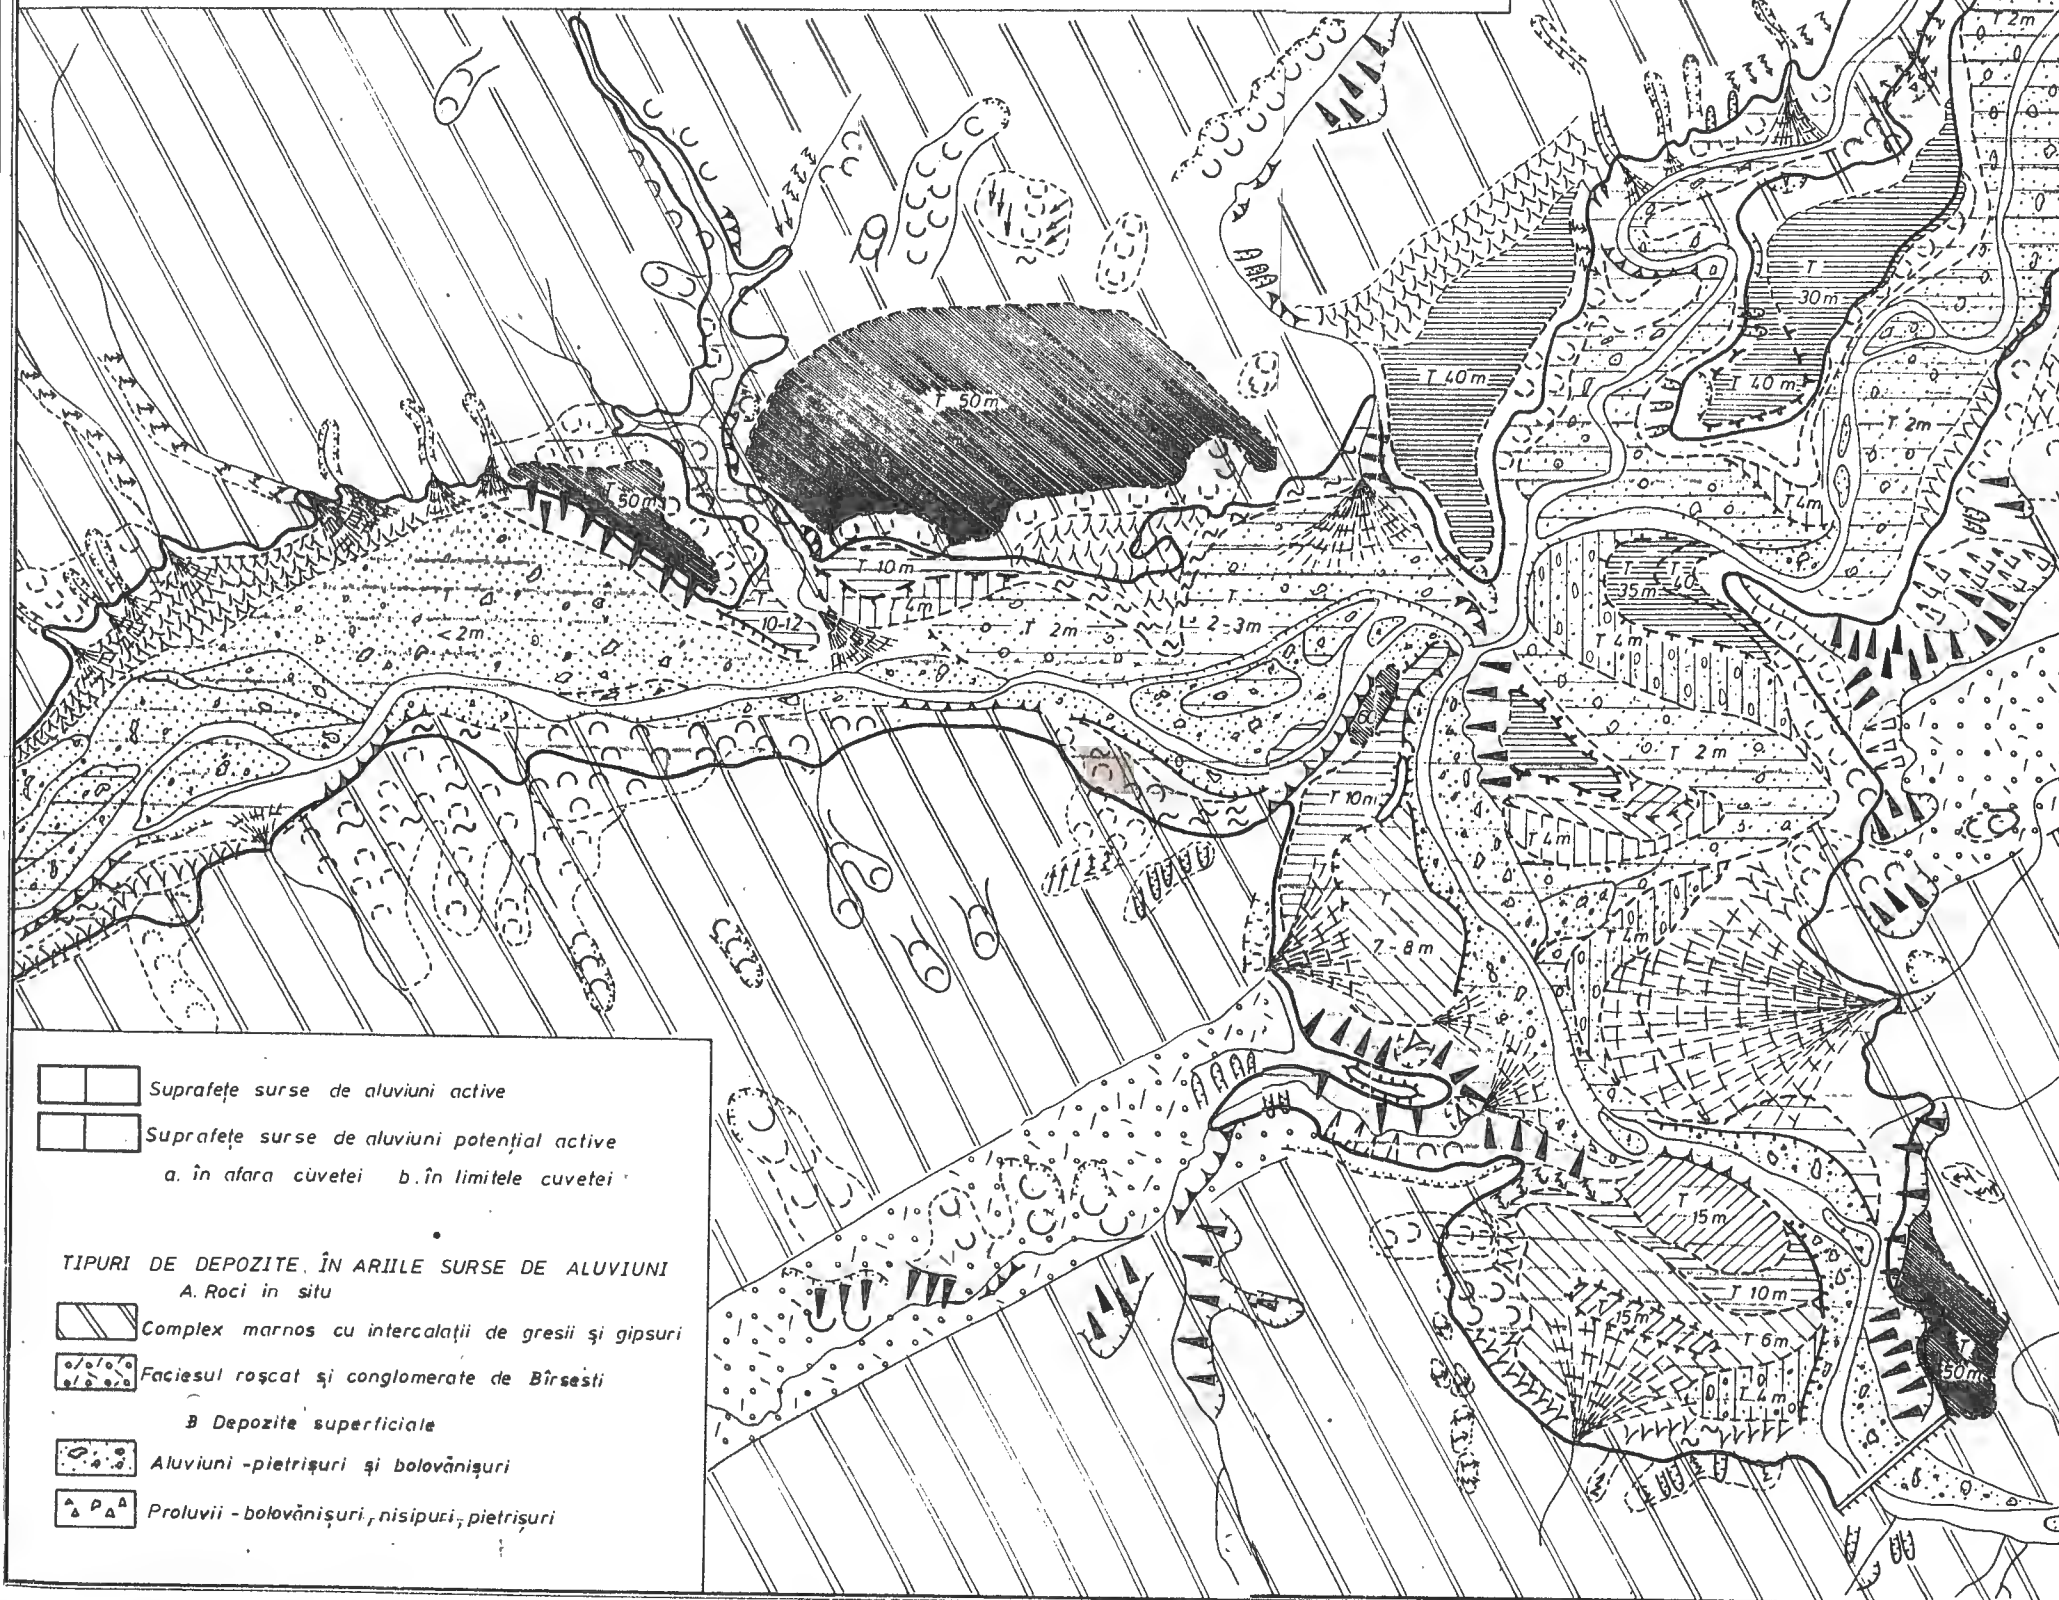 T 2m
T
30m
T 40m
T 40m
T 50m
T 2m
T
50m
T 4m
T 10m
T
35m
T
40
T 4m
T
10-12
T
<2m
T 2m
T
2-3m
T 4m
60
T 2m
T 10m
T 4m
T
7-8m
T 4m
T
15m
T 10m
T
15m
T 6m
T 4m
T
50m
Suprafețe surse de aluviuni active
Suprafețe surse de aluviuni potențial active
a. în afara cuvetei b. în limitele cuvetei
TIPURI DE DEPOZITE. ÎN ARIILE SURSE DE ALUVIUNI
A. Roci in situ
Complex marnos cu intercalații de gresii și gipsuri
Faciesul roșcat și conglomerate de Bîrsești
B Depozite superficiale
Aluviuni - pietrișuri și bolovănișuri
Proluvii - bolovănișuri, nisipuri, pietrișuri